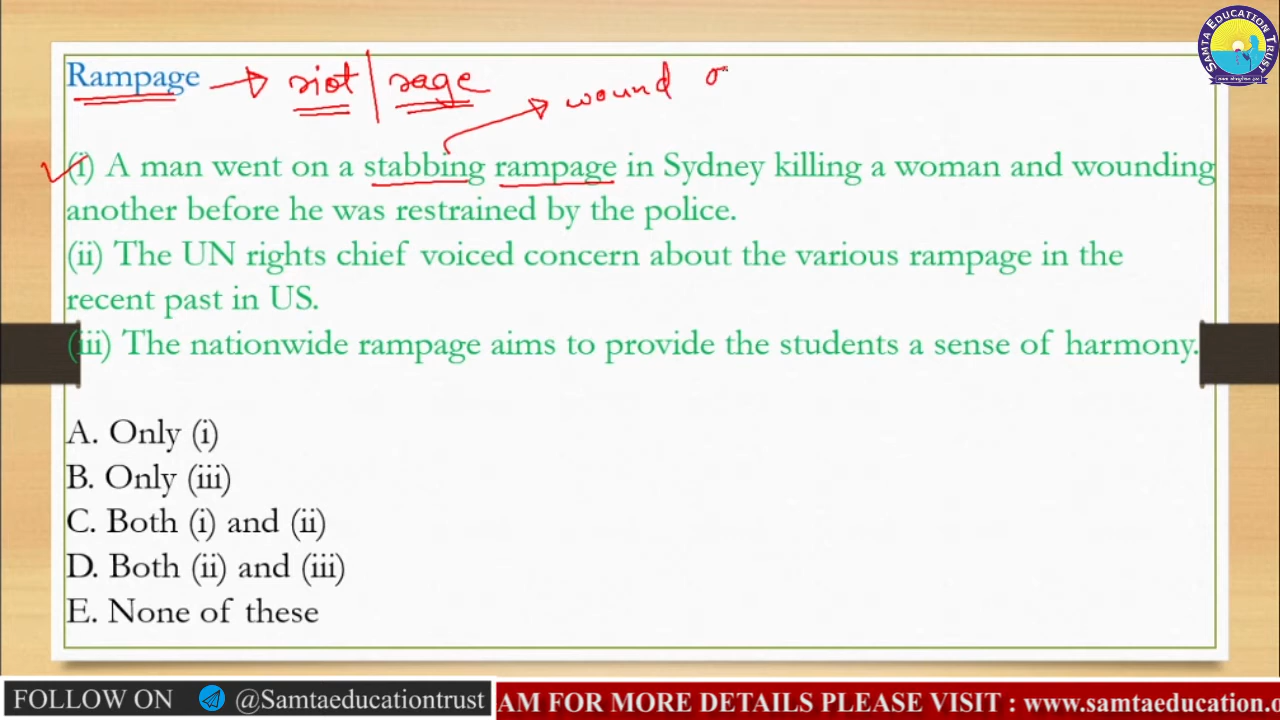 SAMTA EDUCATION TRUST
Rampage → riot | rage
wound o
(i) A man went on a stabbing rampage in Sydney killing a woman and wounding
another before he was restrained by the police.
(ii) The UN rights chief voiced concern about the various rampage in the
recent past in US.
(iii) The nationwide rampage aims to provide the students a sense of harmony.
A. Only (i)
B. Only (iii)
C. Both (i) and (ii)
D. Both (ii) and (iii)
E. None of these
FOLLOW ON @Samtaeducationtrust
AM FOR MORE DETAILS PLEASE VISIT : www.samtaeducation.o